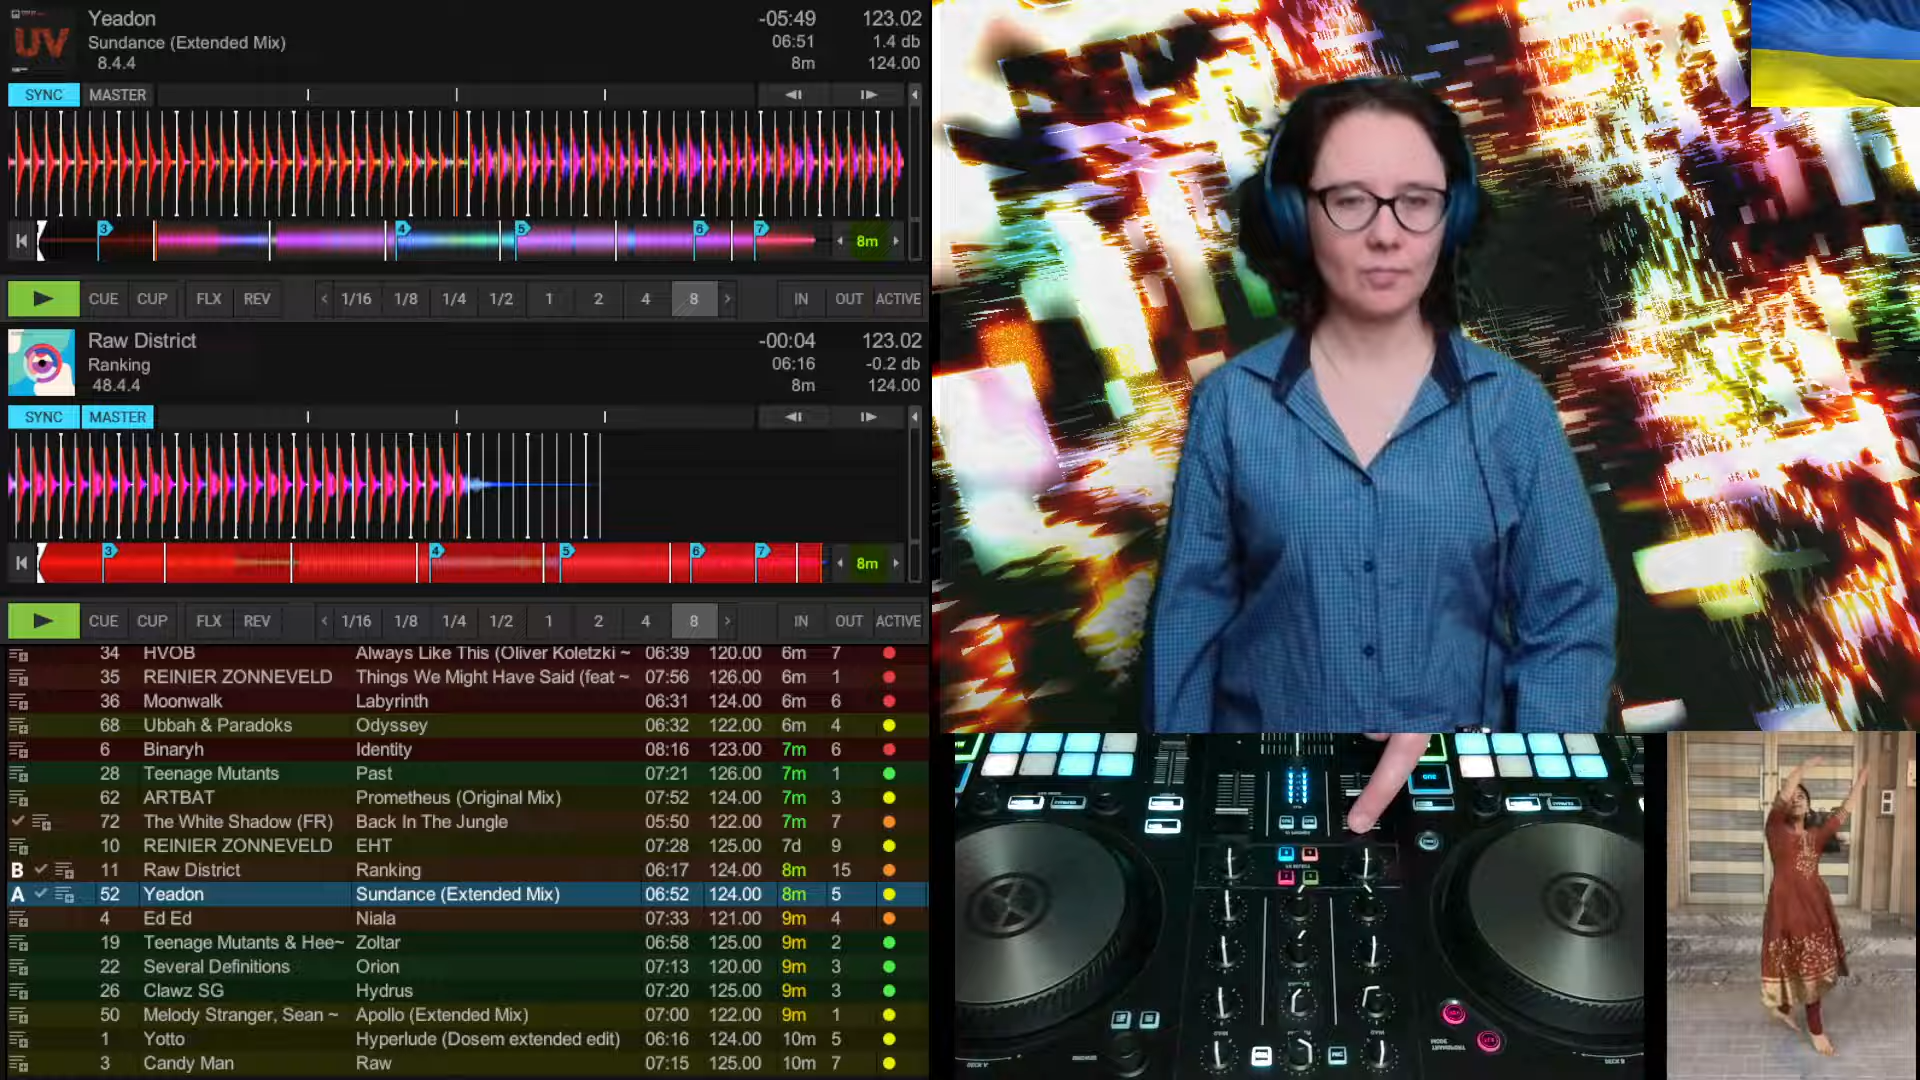 UV
Yeadon
-05:49
123.02
Sundance (Extended Mix)
06:51
1.4 db
8.4.4
8m
124.00
SYNC
MASTER
3
4
5
6
7
8m
CUE
CUP
FLX
REV
1/16
1/8
1/4
1/2
1
2
4
8
IN
OUT
ACTIVE
Raw District
-00:04
123.02
Ranking
06:16
-0.2 db
48.4.4
8m
124.00
SYNC
MASTER
3
4
5
6
7
8m
CUE
CUP
FLX
REV
1/16
1/8
1/4
1/2
1
2
4
8
IN
OUT
ACTIVE
34 HVOB Always Like This (Oliver Koletzki ~ 06:39 120.00 6m 7
35 REINIER ZONNEVELD Things We Might Have Said (feat ~ 07:56 126.00 6m 1
36 Moonwalk Labyrinth 06:31 124.00 6m 6
68 Ubbah & Paradoks Odyssey 06:32 122.00 6m 4
6 Binaryh Identity 08:16 123.00 7m 6
28 Teenage Mutants Past 07:21 126.00 7m 1
62 ARTBAT Prometheus (Original Mix) 07:52 124.00 7m 3
72 The White Shadow (FR) Back In The Jungle 05:50 122.00 7m 7
10 REINIER ZONNEVELD EHT 07:28 125.00 7d 9
B 11 Raw District Ranking 06:17 124.00 8m 15
A 52 Yeadon Sundance (Extended Mix) 06:52 124.00 8m 5
4 Ed Ed Niala 07:33 121.00 9m 4
19 Teenage Mutants & Hee~ Zoltar 06:58 125.00 9m 2
22 Several Definitions Orion 07:13 120.00 9m 3
26 Clawz SG Hydrus 07:20 125.00 9m 3
50 Melody Stranger, Sean ~ Apollo (Extended Mix) 07:00 122.00 9m 1
1 Yotto Hyperlude (Dosem extended edit) 06:16 124.00 10m 5
3 Candy Man Raw 07:15 125.00 10m 7